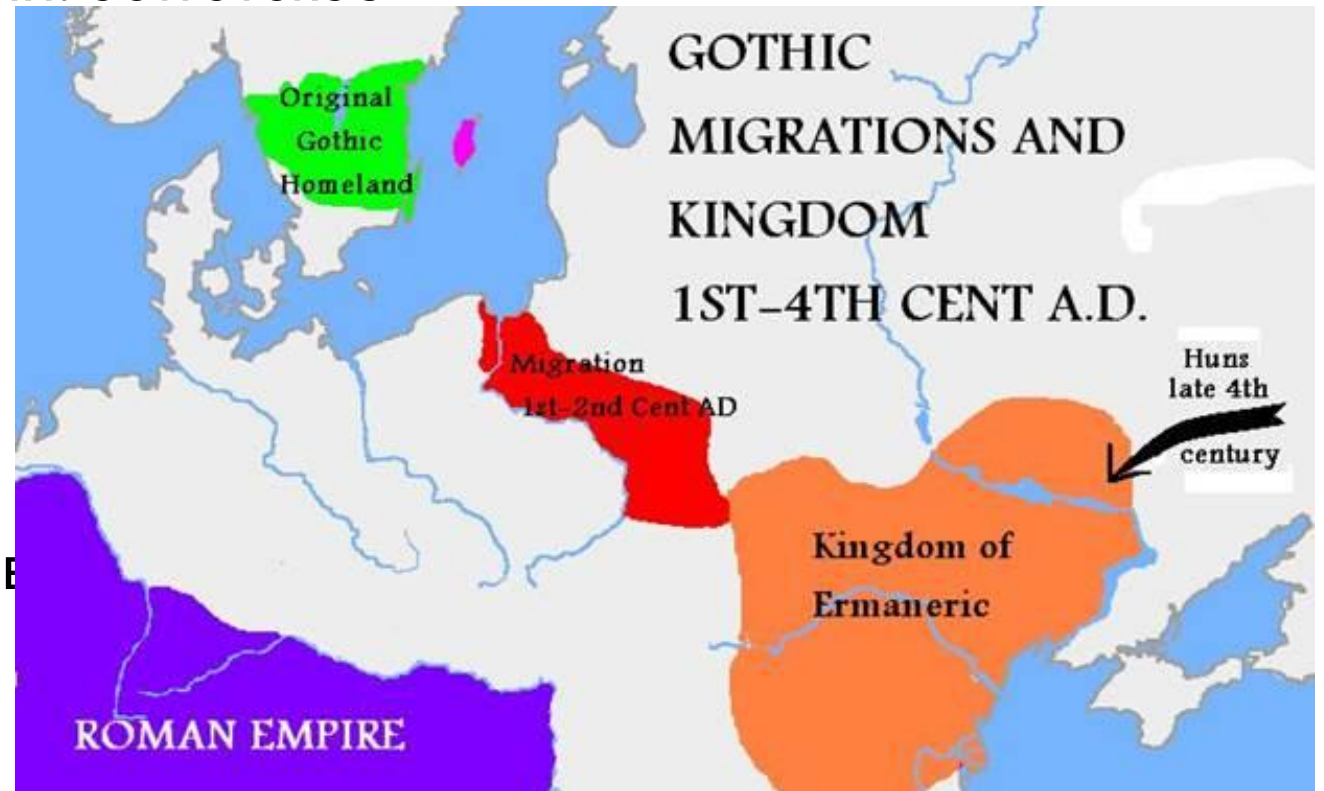 GOTHIC
MIGRATIONS AND
KINGDOM
1ST-4TH CENT A.D.
Original
Gothic
Homeland
Migration
1st-2nd Cent AD
Huns
late 4th
century
Kingdom of
Ermaneric
ROMAN EMPIRE